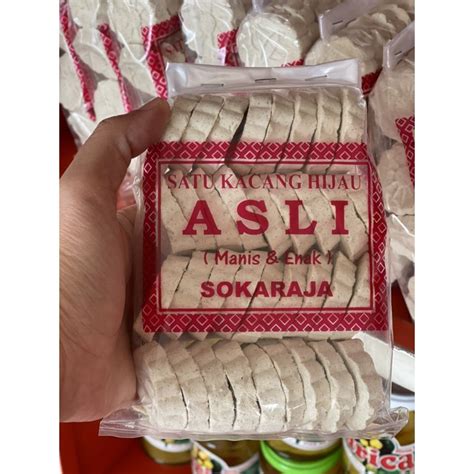 SATU KACANG HIJAU
ASLI
( Manis & Enak )
SOKARAJA